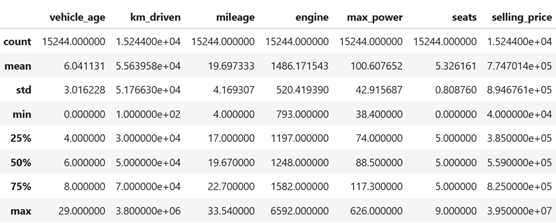 vehicle_age km_driven mileage engine max_power seats selling_price
count 15244.000000 1.524400e+04 15244.000000 15244.000000 15244.000000 15244.000000 1.524400e+04
mean 6.041131 5.563958e+04 19.697333 1486.171543 100.607652 5.326161 7.747014e+05
std 3.016228 5.176630e+04 4.169307 520.419390 42.915687 0.808760 8.946761e+05
min 0.000000 1.000000e+02 4.000000 793.000000 38.400000 0.000000 4.000000e+04
25% 4.000000 3.000000e+04 17.000000 1197.000000 74.000000 5.000000 3.850000e+05
50% 6.000000 5.000000e+04 19.670000 1248.000000 88.500000 5.000000 5.590000e+05
75% 8.000000 7.000000e+04 22.700000 1582.000000 117.300000 5.000000 8.250000e+05
max 29.000000 3.800000e+06 33.540000 6592.000000 626.000000 9.000000 3.950000e+07